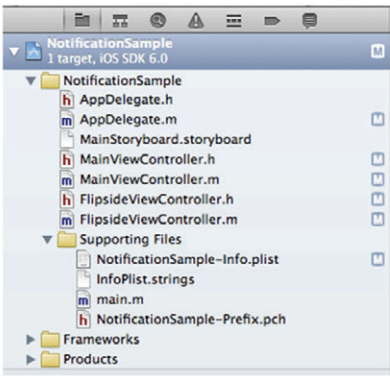 NotificationSample
1 target, iOS SDK 6.0
M
NotificationSample
h AppDelegate.h
m AppDelegate.m M
MainStoryboard.storyboard
h MainViewController.h M
m MainViewController.m M
h FlipsideViewController.h M
m FlipsideViewController.m M
Supporting Files
NotificationSample-Info.plist M
InfoPlist.strings
m main.m
h NotificationSample-Prefix.pch
Frameworks
Products